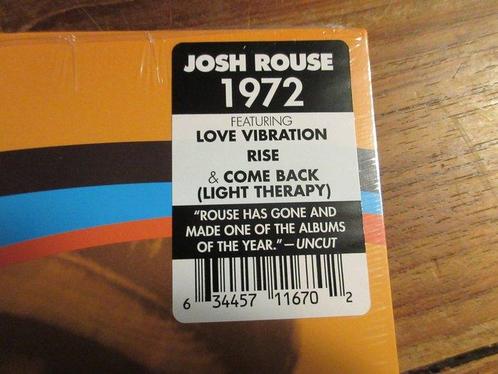 JOSH ROUSE
1972
FEATURING
LOVE VIBRATION
RISE
& COME BACK
(LIGHT THERAPY)
“ROUSE HAS GONE AND
MADE ONE OF THE ALBUMS
OF THE YEAR.”—UNCUT
6 34457 11670 2